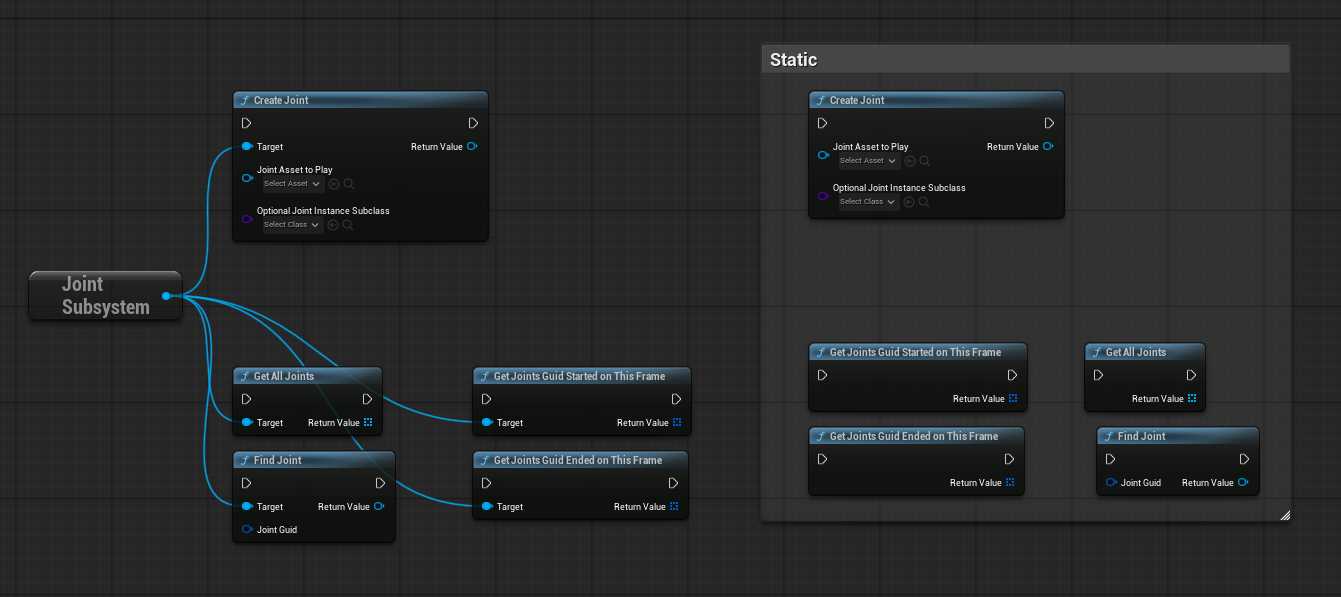 Static
Create Joint
Target
Return Value
Joint Asset to Play
Select Asset
Optional Joint Instance Subclass
Select Class
Create Joint
Joint Asset to Play
Return Value
Select Asset
Optional Joint Instance Subclass
Select Class
Joint
Subsystem
Get All Joints
Target
Return Value
Get Joints Guid Started on This Frame
Target
Return Value
Find Joint
Target
Return Value
Joint Guid
Get Joints Guid Ended on This Frame
Target
Return Value
Get Joints Guid Started on This Frame
Return Value
Get All Joints
Return Value
Get Joints Guid Ended on This Frame
Return Value
Find Joint
Joint Guid
Return Value